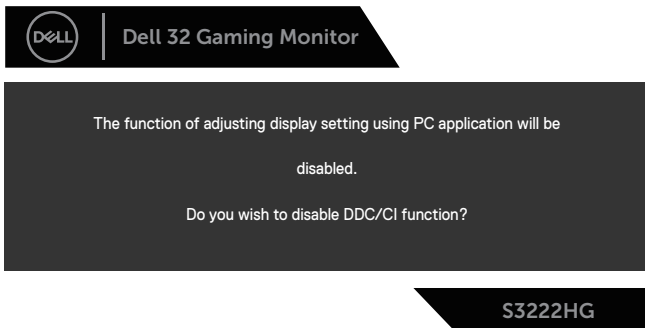 DELL
Dell 32 Gaming Monitor
The function of adjusting display setting using PC application will be
disabled.
Do you wish to disable DDC/CI function?
S3222HG